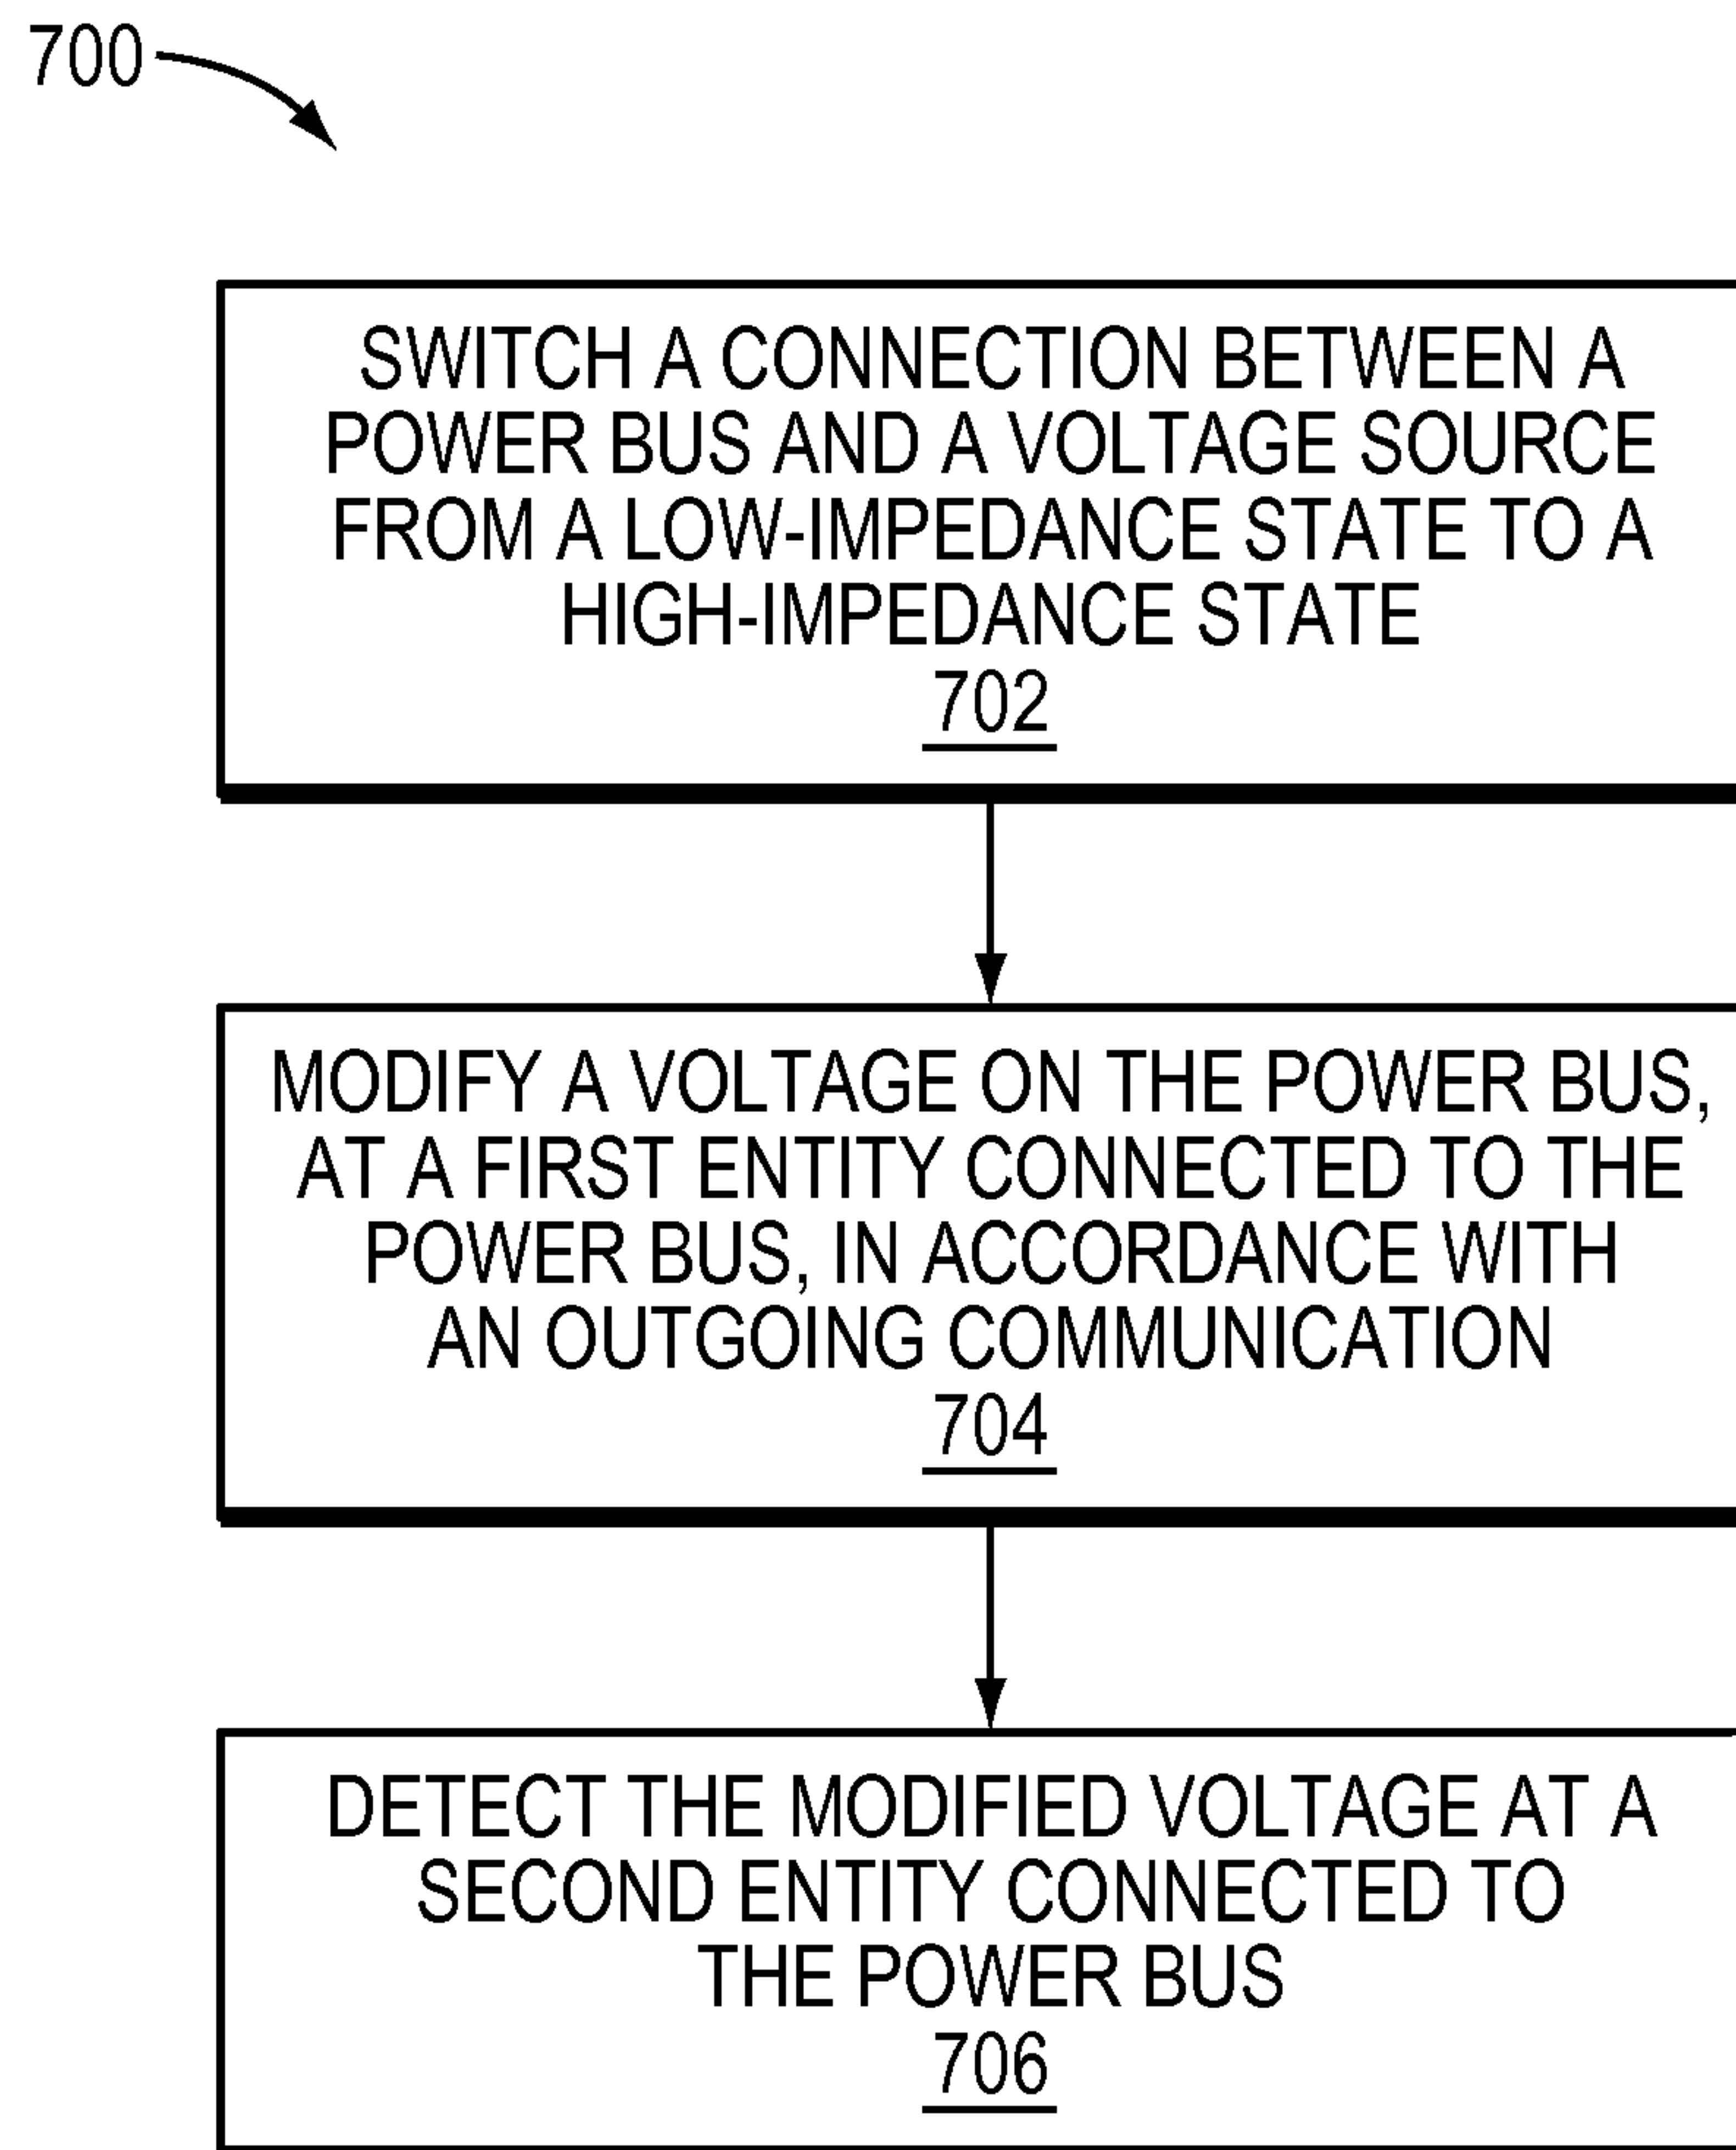 700
SWITCH A CONNECTION BETWEEN A
POWER BUS AND A VOLTAGE SOURCE
FROM A LOW-IMPEDANCE STATE TO A
HIGH-IMPEDANCE STATE
702
MODIFY A VOLTAGE ON THE POWER BUS,
AT A FIRST ENTITY CONNECTED TO THE
POWER BUS, IN ACCORDANCE WITH
AN OUTGOING COMMUNICATION
704
DETECT THE MODIFIED VOLTAGE AT A
SECOND ENTITY CONNECTED TO
THE POWER BUS
706